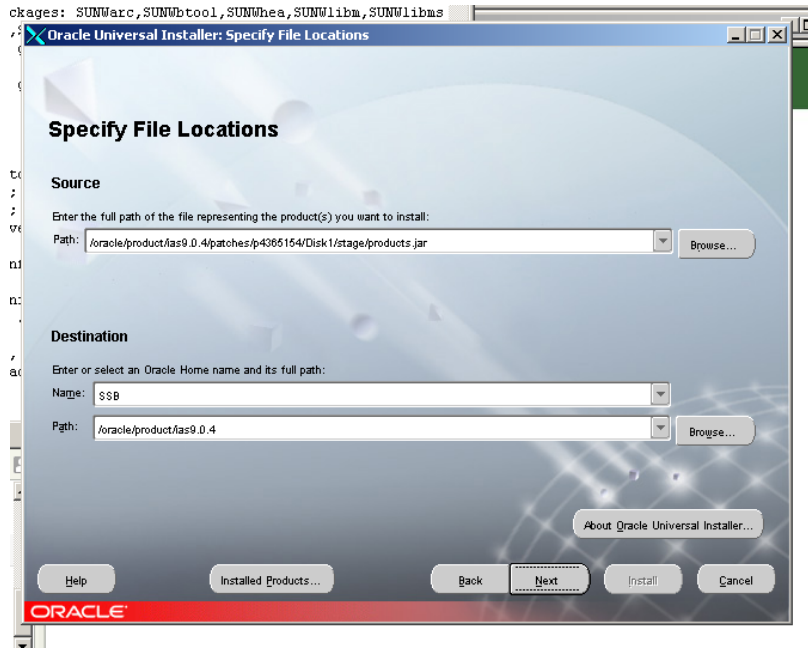 ckages: SUNWarc,SUNWbtool,SUNWhea,SUNWlibm,SUNWlibms
Oracle Universal Installer: Specify File Locations
Specify File Locations
Source
Enter the full path of the file representing the product(s) you want to install:
Path: /oracle/product/ias9.0.4/patches/p4365154/Disk1/stage/products.jar Browse...
Destination
Enter or select an Oracle Home name and its full path:
Name: SSB
Path: /oracle/product/ias9.0.4 Browse...
About Oracle Universal Installer...
Help Installed Products... Back Next Install Cancel
ORACLE